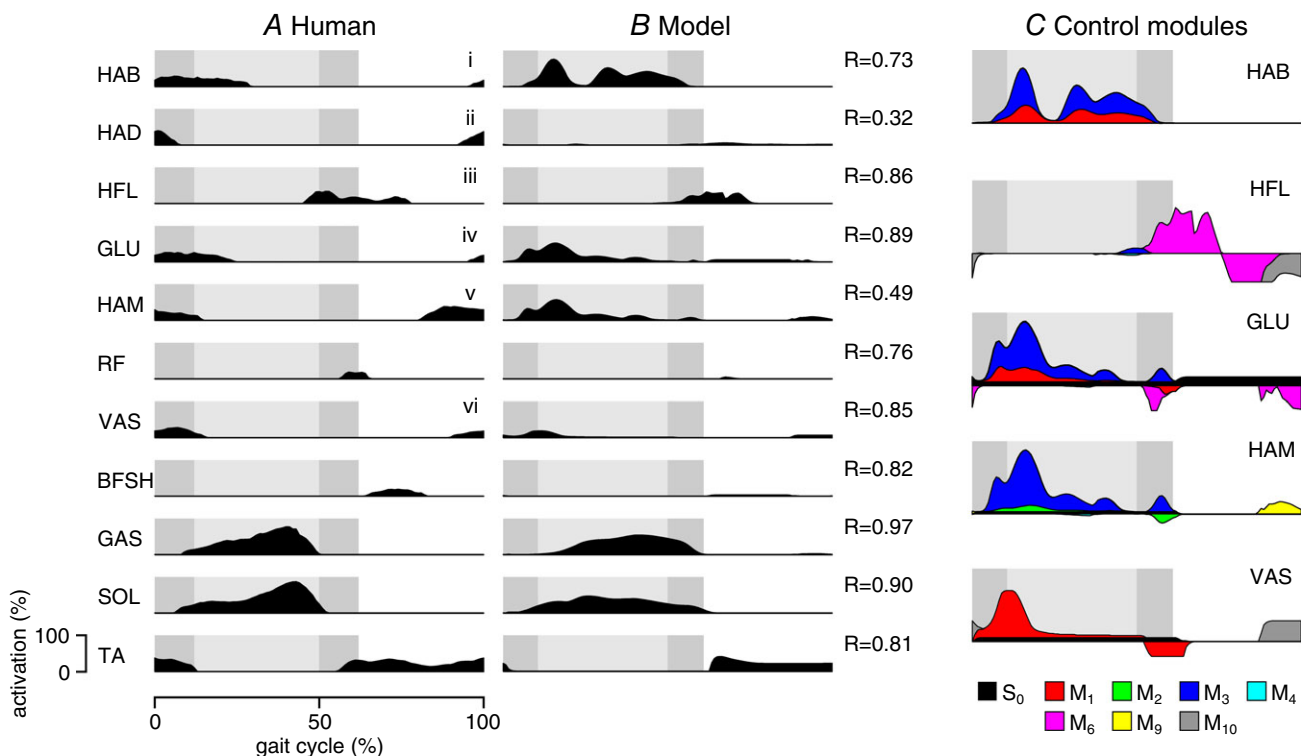 A Human B Model C Control modules
HAB i R=0.73 HAB
HAD ii R=0.32
HFL iii R=0.86 HFL
GLU iv R=0.89
HAM v R=0.49 GLU
RF R=0.76
VAS vi R=0.85
BFSH R=0.82 HAM
GAS R=0.97
SOL R=0.90 VAS
TA R=0.81
activation (%)
100
0
S0 M1 M2 M3 M4
M6 M9 M10
0 50 100
gait cycle (%)